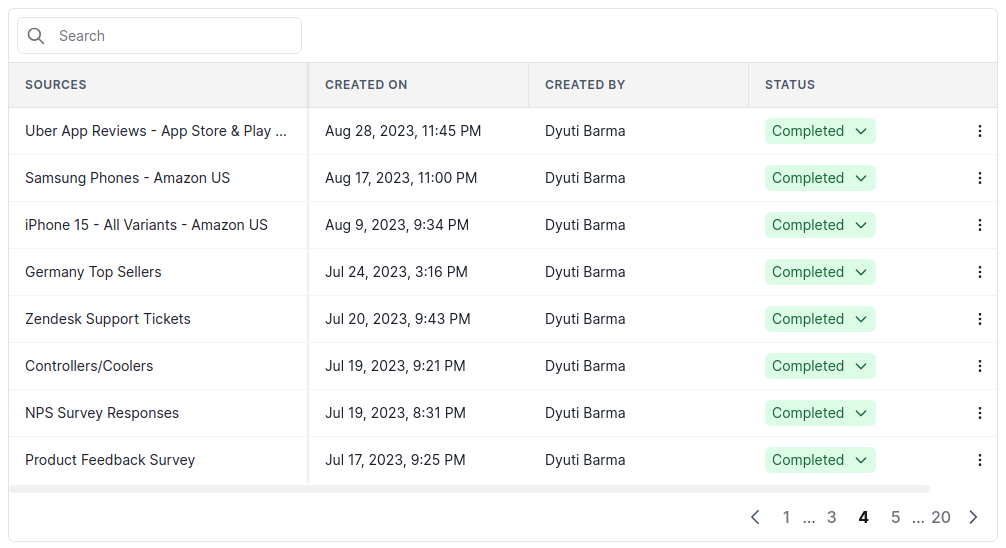 Search
SOURCES CREATED ON CREATED BY STATUS
Uber App Reviews - App Store & Play ... Aug 28, 2023, 11:45 PM Dyuti Barma Completed
Samsung Phones - Amazon US Aug 17, 2023, 11:00 PM Dyuti Barma Completed
iPhone 15 - All Variants - Amazon US Aug 9, 2023, 9:34 PM Dyuti Barma Completed
Germany Top Sellers Jul 24, 2023, 3:16 PM Dyuti Barma Completed
Zendesk Support Tickets Jul 20, 2023, 9:43 PM Dyuti Barma Completed
Controllers/Coolers Jul 19, 2023, 9:21 PM Dyuti Barma Completed
NPS Survey Responses Jul 19, 2023, 8:31 PM Dyuti Barma Completed
Product Feedback Survey Jul 17, 2023, 9:25 PM Dyuti Barma Completed
1 ... 3 4 5 ... 20